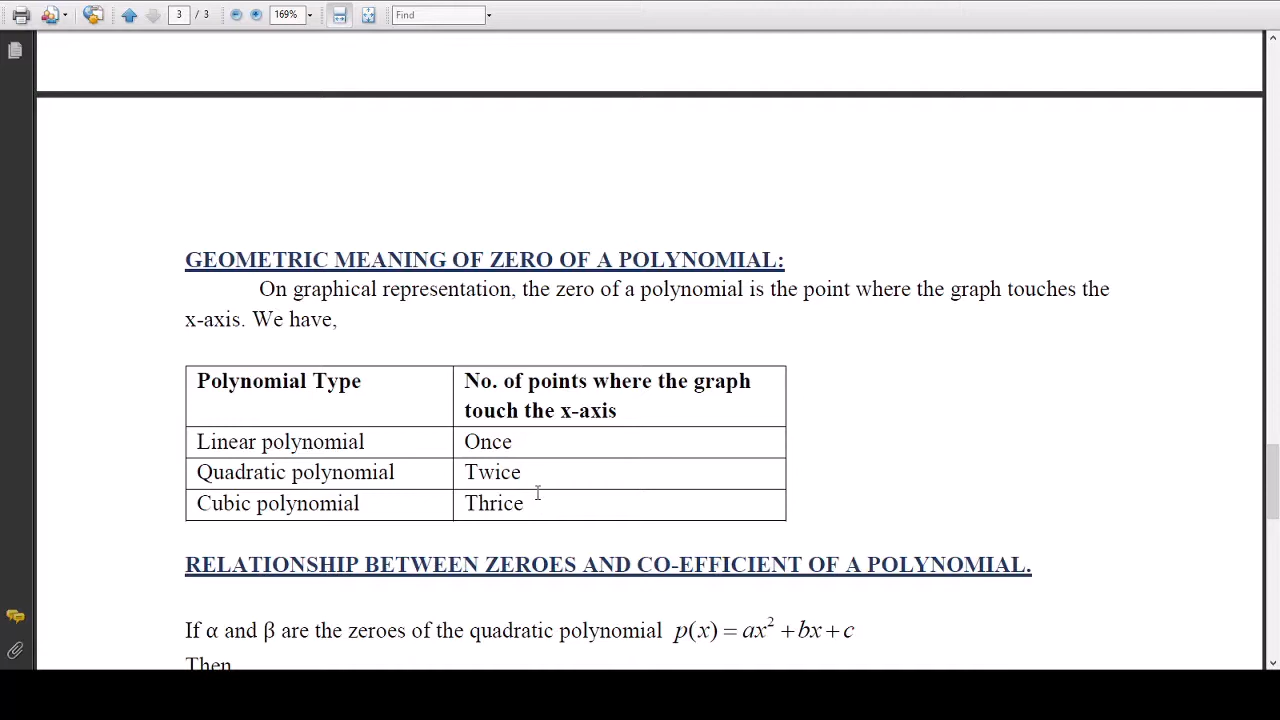 3 / 3 169% Find
GEOMETRIC MEANING OF ZERO OF A POLYNOMIAL:
On graphical representation, the zero of a polynomial is the point where the graph touches the
x-axis. We have,
Polynomial Type No. of points where the graph
touch the x-axis
Linear polynomial Once
Quadratic polynomial Twice
Cubic polynomial Thrice
RELATIONSHIP BETWEEN ZEROES AND CO-EFFICIENT OF A POLYNOMIAL.
If α and β are the zeroes of the quadratic polynomial p(x) = ax² + bx + c
Then